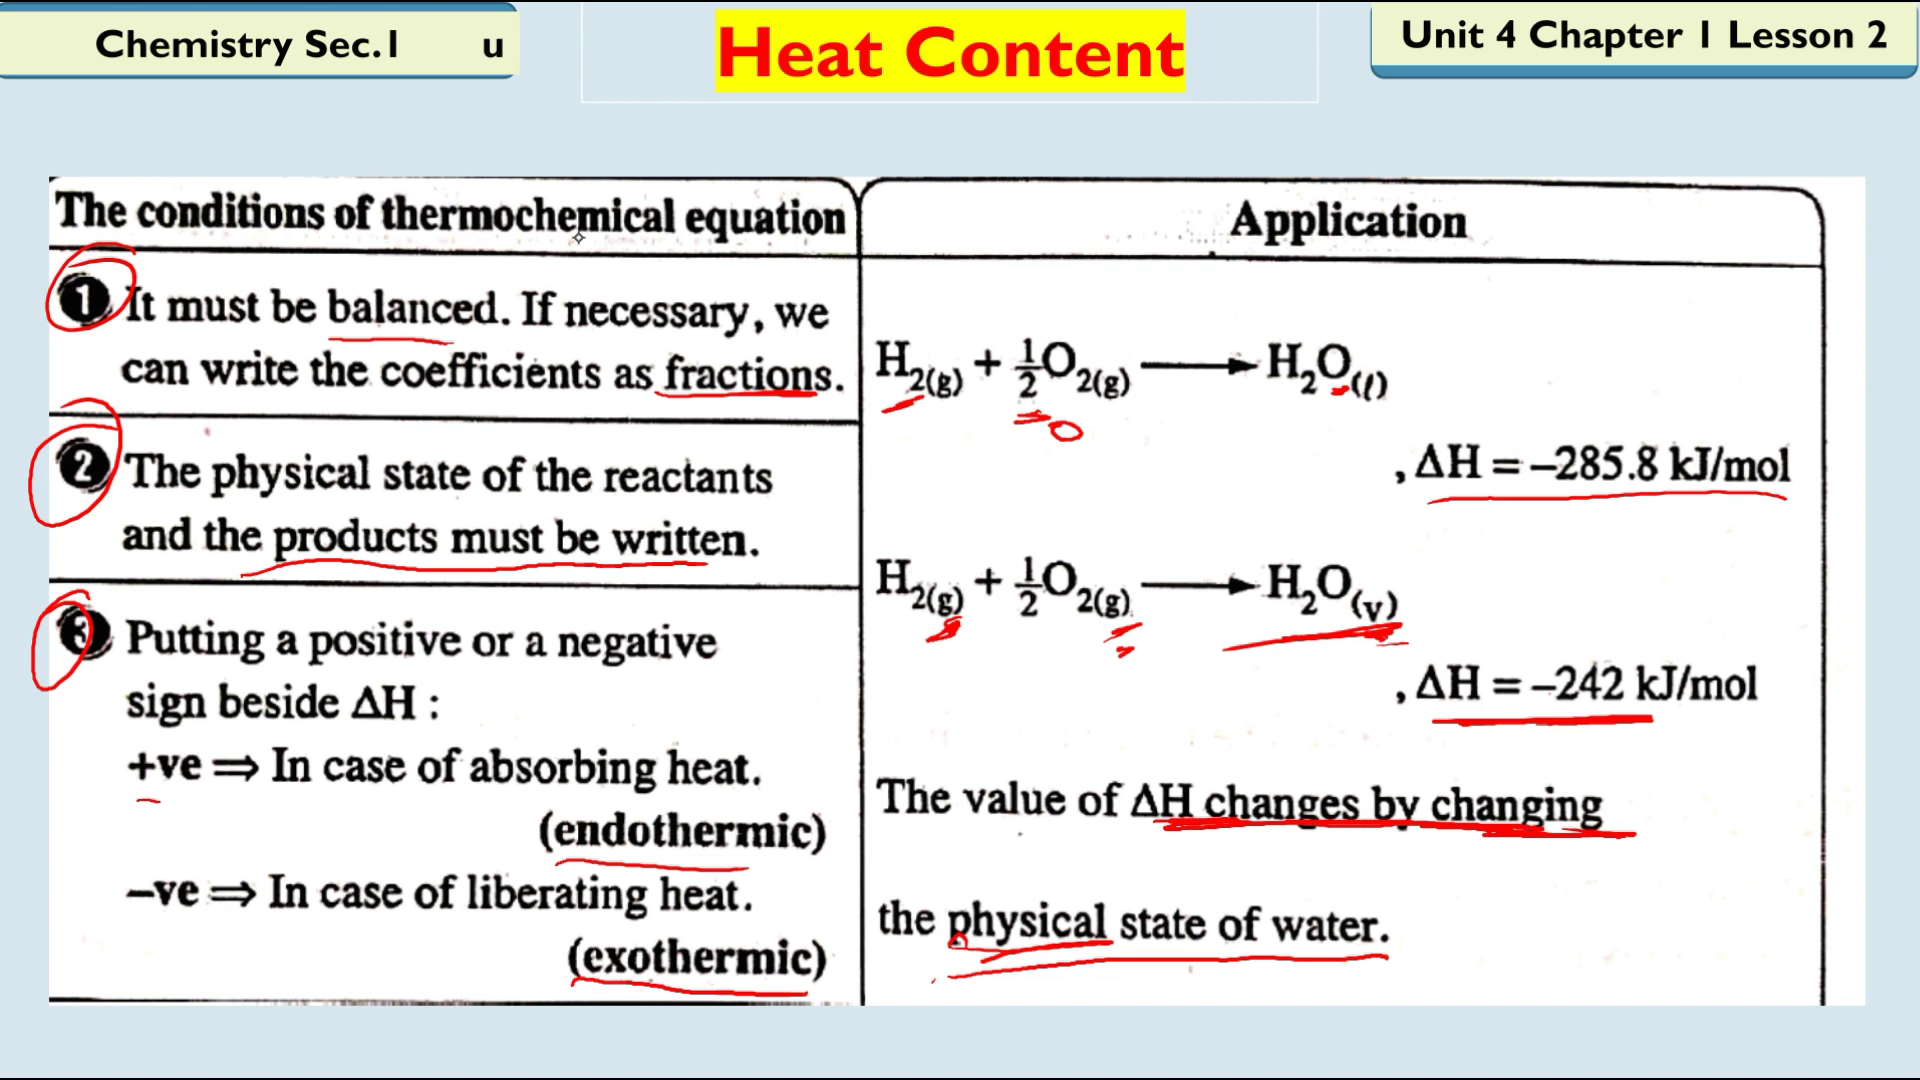 Chemistry Sec.1 u
Heat Content
Unit 4 Chapter 1 Lesson 2
The conditions of thermochemical equation
Application
1 It must be balanced. If necessary, we
can write the coefficients as fractions.
2 The physical state of the reactants
and the products must be written.
3 Putting a positive or a negative
sign beside ΔH :
+ve ⇒ In case of absorbing heat.
(endothermic)
–ve ⇒ In case of liberating heat.
(exothermic)
H₂(g) + ½O₂(g) ⟶ H₂O(l)
, ΔH = –285.8 kJ/mol
H₂(g) + ½O₂(g) ⟶ H₂O(v)
, ΔH = –242 kJ/mol
The value of ΔH changes by changing
the physical state of water.